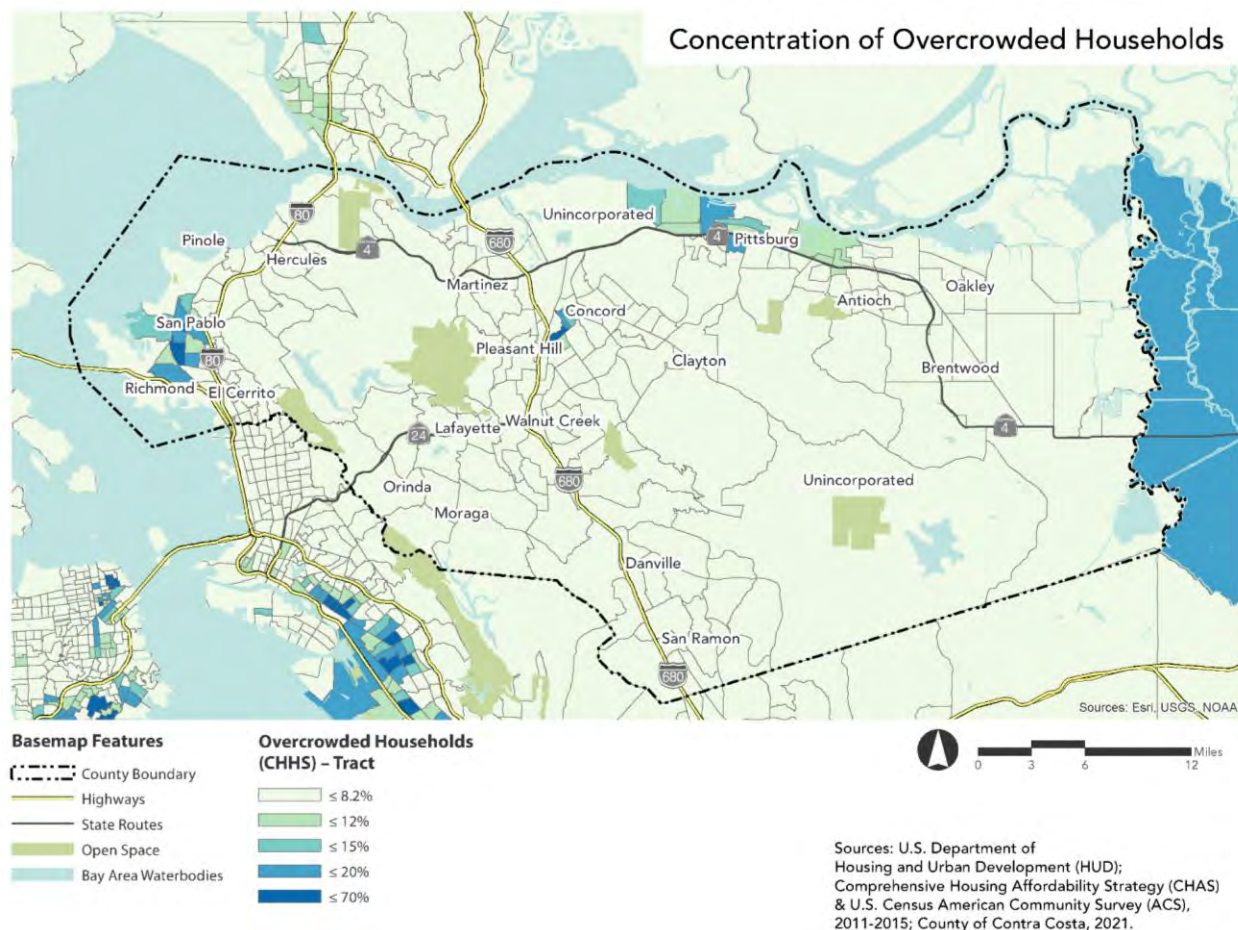 Concentration of Overcrowded Households
80
Unincorporated
Pinole
680
4
Pittsburg
Hercules
4
Martinez
Oakley
Antioch
San Pablo
Concord
Pleasant Hill
80
Clayton
Brentwood
Richmond
El Cerrito
Walnut Creek
Lafayette
24
4
680
Unincorporated
Orinda
Moraga
Danville
San Ramon
680
Sources: Esri, USGS, NOAA
Basemap Features
County Boundary
Highways
State Routes
Open Space
Bay Area Waterbodies
Overcrowded Households
(CHHS) – Tract
≤ 8.2%
≤ 12%
≤ 15%
≤ 20%
≤ 70%
Miles
0 3 6 12
Sources: U.S. Department of
Housing and Urban Development (HUD);
Comprehensive Housing Affordability Strategy (CHAS)
& U.S. Census American Community Survey (ACS),
2011-2015; County of Contra Costa, 2021.